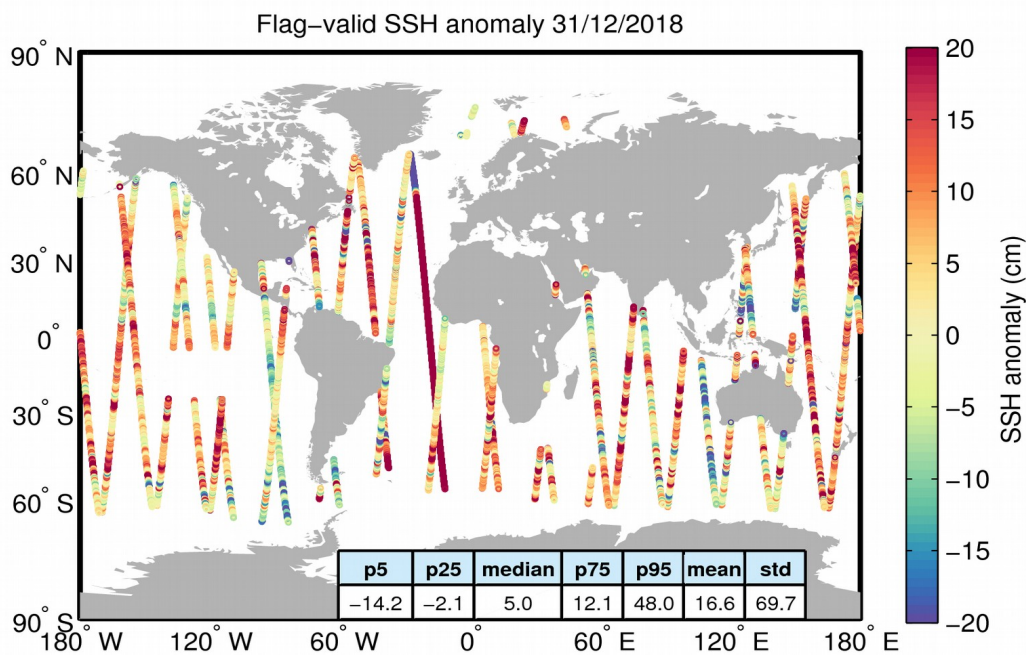 Flag−valid SSH anomaly 31/12/2018
90° N
60° N
30° N
0°
30° S
60° S
90° S
180° W
120° W
60° W
0°
60° E
120° E
180° E
p5 p25 median p75 p95 mean std
−14.2 −2.1 5.0 12.1 48.0 16.6 69.7
20
15
10
5
0
−5
−10
−15
−20
SSH anomaly (cm)